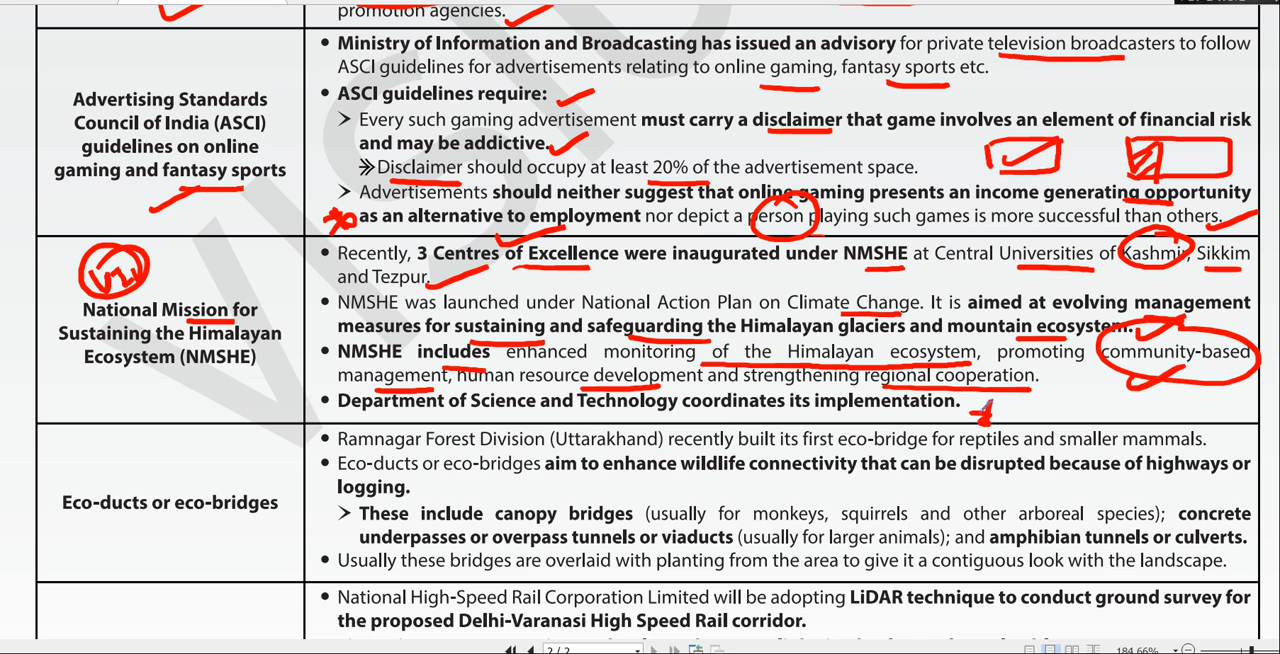 promotion agencies.
Advertising Standards
Council of India (ASCI)
guidelines on online
gaming and fantasy sports
• Ministry of Information and Broadcasting has issued an advisory for private television broadcasters to follow
ASCI guidelines for advertisements relating to online gaming, fantasy sports etc.
• ASCI guidelines require:
➢ Every such gaming advertisement must carry a disclaimer that game involves an element of financial risk
and may be addictive.
⨠ Disclaimer should occupy at least 20% of the advertisement space.
➢ Advertisements should neither suggest that online gaming presents an income generating opportunity
as an alternative to employment nor depict a person playing such games is more successful than others.
National Mission for
Sustaining the Himalayan
Ecosystem (NMSHE)
• Recently, 3 Centres of Excellence were inaugurated under NMSHE at Central Universities of Kashmir, Sikkim
and Tezpur.
• NMSHE was launched under National Action Plan on Climate Change. It is aimed at evolving management
measures for sustaining and safeguarding the Himalayan glaciers and mountain ecosystem.
• NMSHE includes enhanced monitoring of the Himalayan ecosystem, promoting community-based
management, human resource development and strengthening regional cooperation.
• Department of Science and Technology coordinates its implementation.
Eco-ducts or eco-bridges
• Ramnagar Forest Division (Uttarakhand) recently built its first eco-bridge for reptiles and smaller mammals.
• Eco-ducts or eco-bridges aim to enhance wildlife connectivity that can be disrupted because of highways or
logging.
➢ These include canopy bridges (usually for monkeys, squirrels and other arboreal species); concrete
underpasses or overpass tunnels or viaducts (usually for larger animals); and amphibian tunnels or culverts.
• Usually these bridges are overlaid with planting from the area to give it a contiguous look with the landscape.
• National High-Speed Rail Corporation Limited will be adopting LiDAR technique to conduct ground survey for
the proposed Delhi-Varanasi High Speed Rail corridor.
2 / 2
184.66%